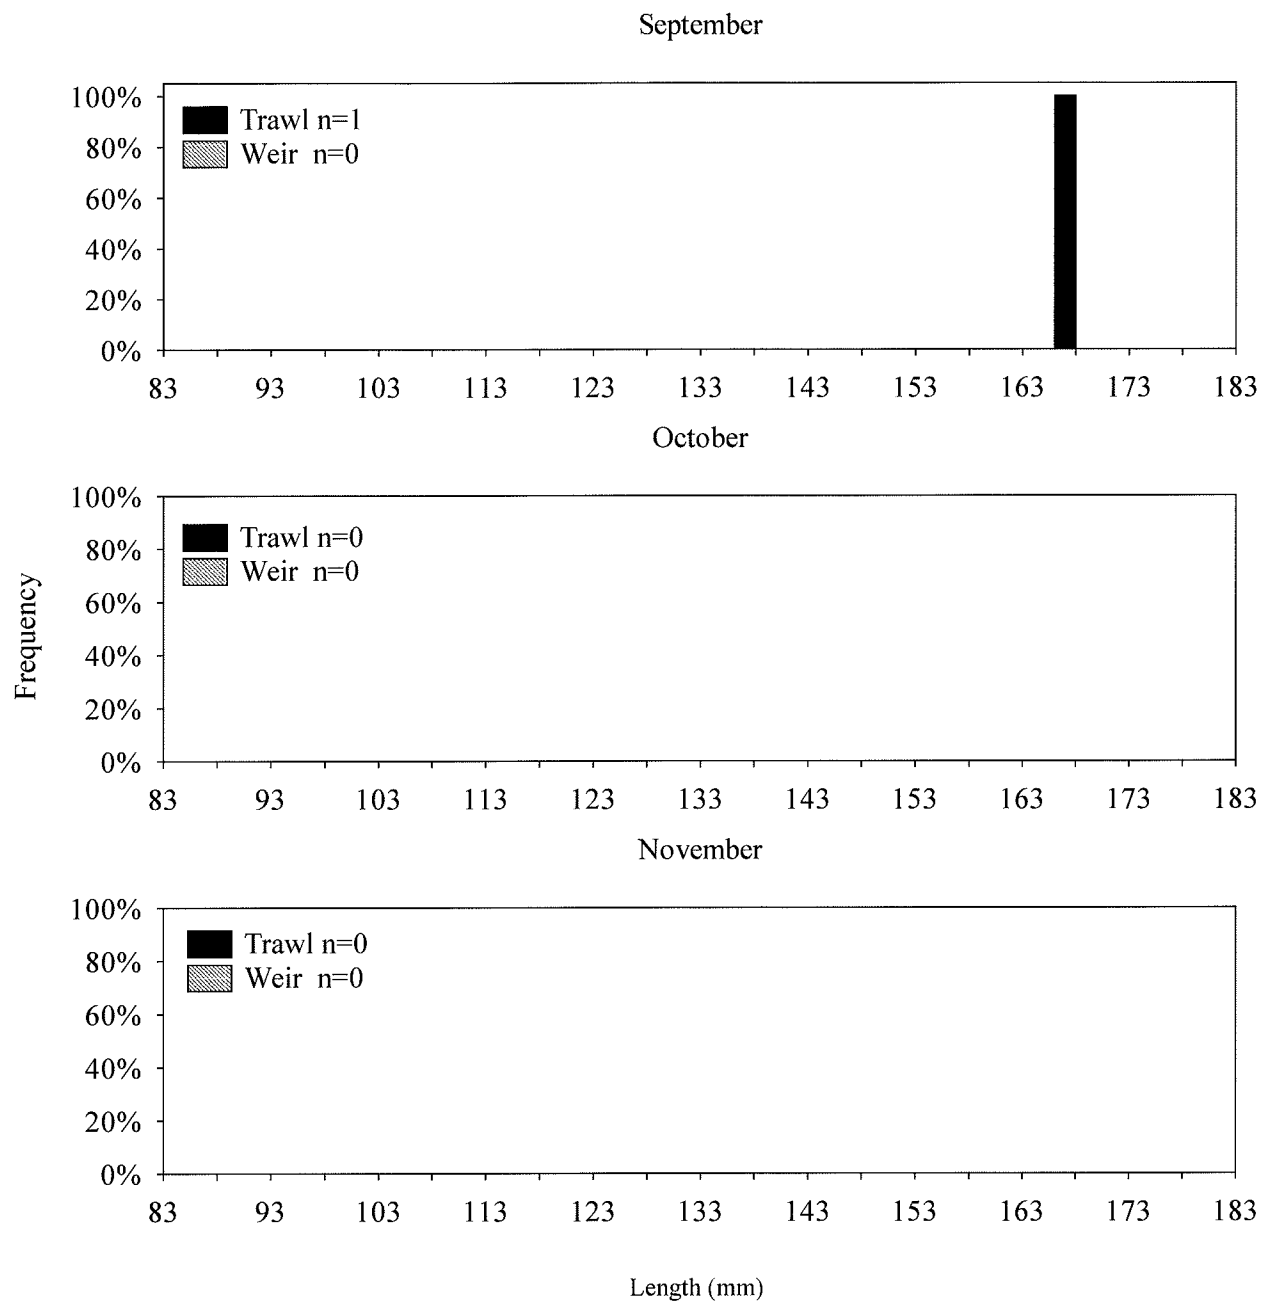 September
100%
80%
60%
40%
20%
0%
Trawl n=1
Weir n=0
83 93 103 113 123 133 143 153 163 173 183
October
100%
80%
60%
40%
20%
0%
Trawl n=0
Weir n=0
83 93 103 113 123 133 143 153 163 173 183
Frequency
November
100%
80%
60%
40%
20%
0%
Trawl n=0
Weir n=0
83 93 103 113 123 133 143 153 163 173 183
Length (mm)